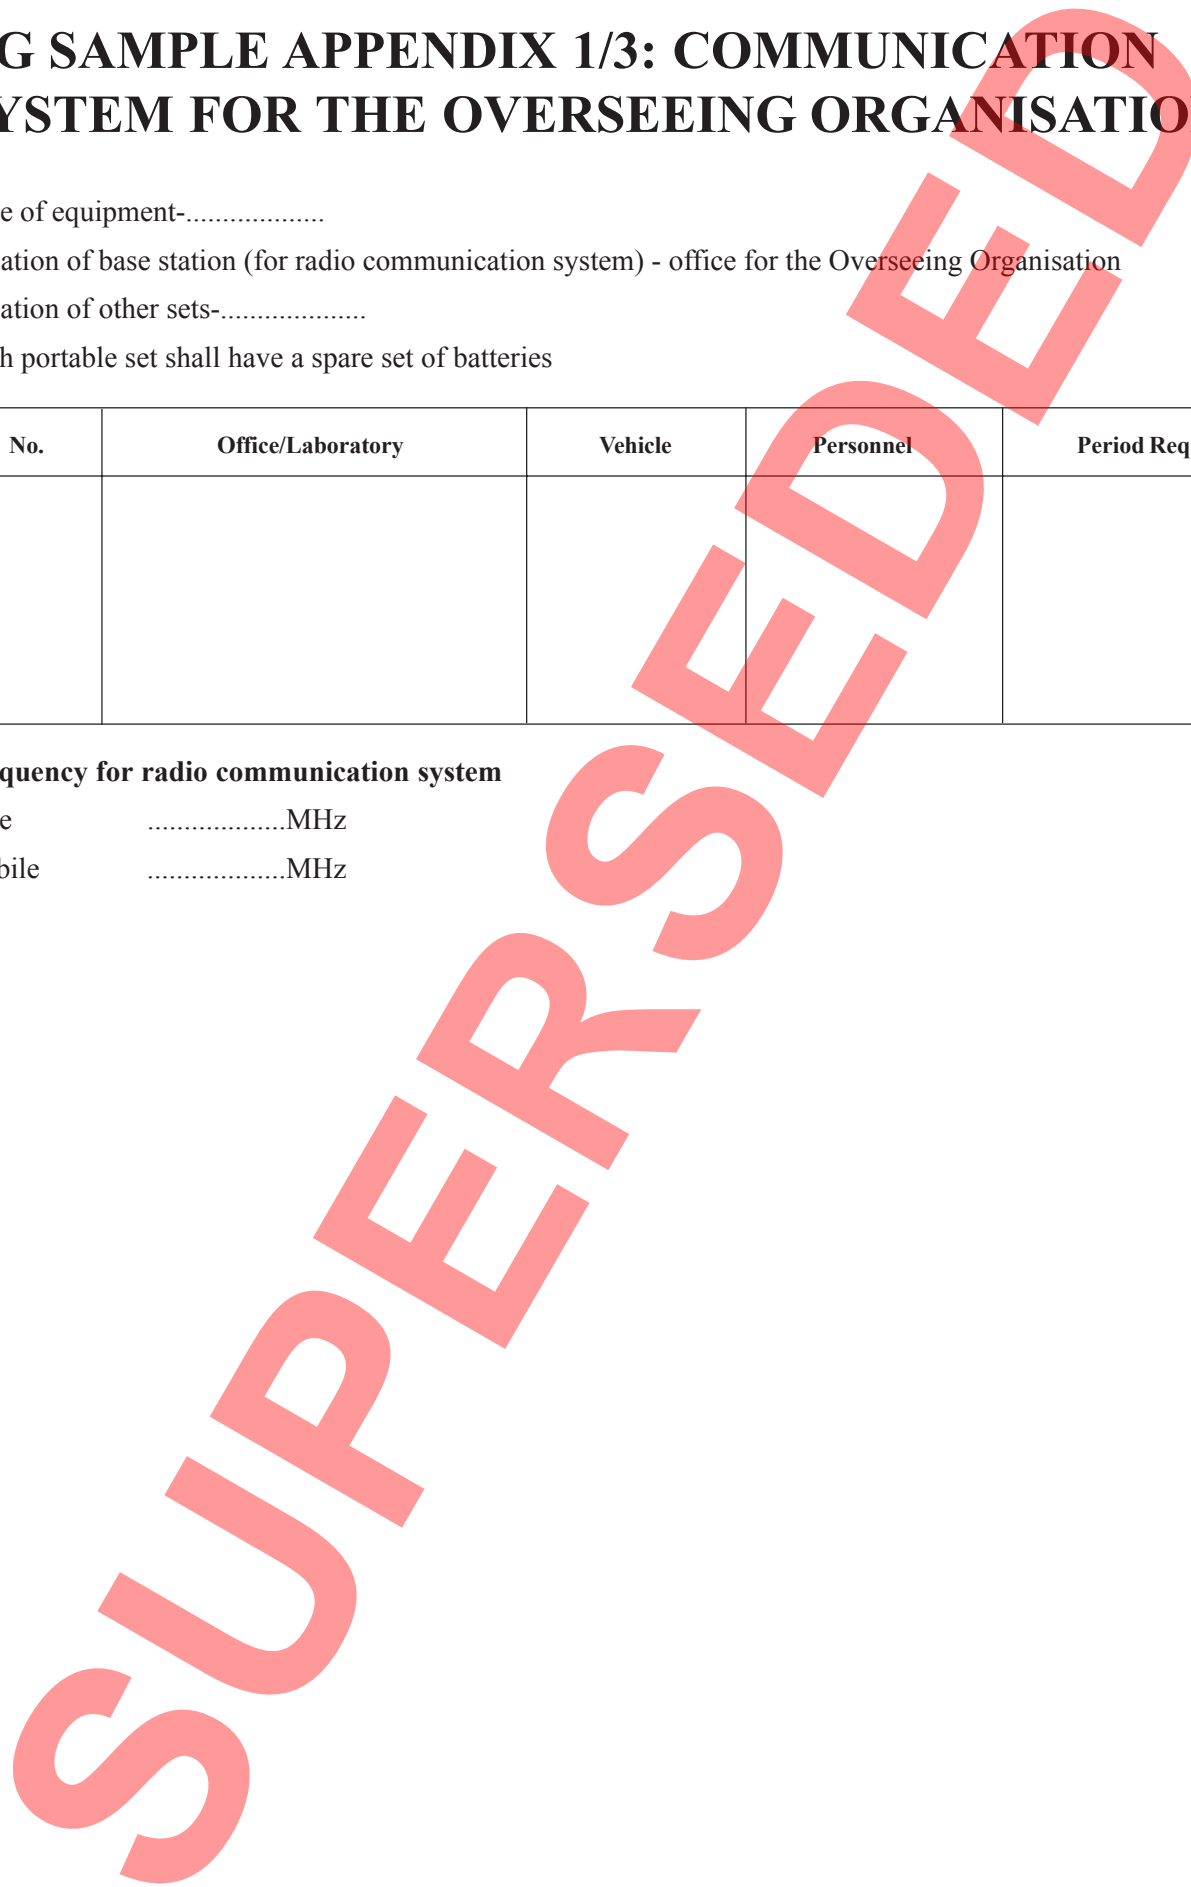 G SAMPLE APPENDIX 1/3: COMMUNICATION
YSTEM FOR THE OVERSEEING ORGANISATIO
e of equipment-...................
ation of base station (for radio communication system) - office for the Overseeing Organisation
ation of other sets-....................
h portable set shall have a spare set of batteries
No. Office/Laboratory Vehicle Personnel Period Req
quency for radio communication system
e ...................MHz
bile ...................MHz
SUPERSEDED